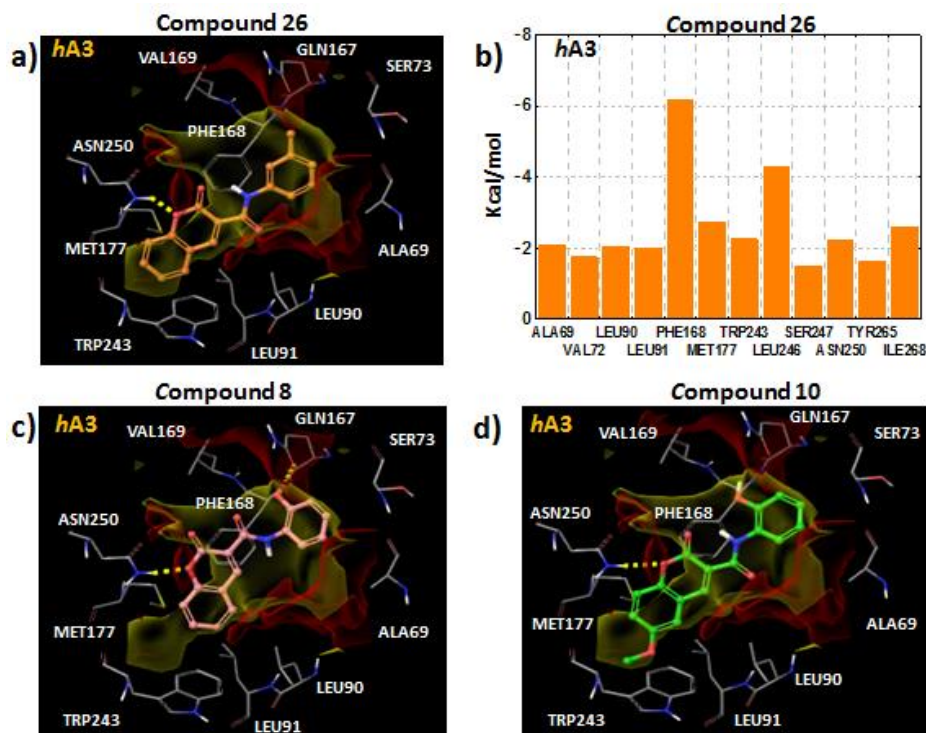 Compound 26
a) hA3
VAL169
GLN167
SER73
PHE168
ASN250
MET177
ALA69
LEU90
TRP243
LEU91
Compound 26
b) hA3
Kcal/mol
-8
-6
-4
-2
0
ALA69 LEU90 PHE168 TRP243 SER247 TYR265
VAL72 LEU91 MET177 LEU246 ASN250 ILE268
Compound 8
c) hA3
GLN167
VAL169
SER73
PHE168
ASN250
MET177
ALA69
LEU90
TRP243
LEU91
Compound 10
d) hA3
GLN167
VAL169
SER73
PHE168
ASN250
MET177
ALA69
LEU90
TRP243
LEU91